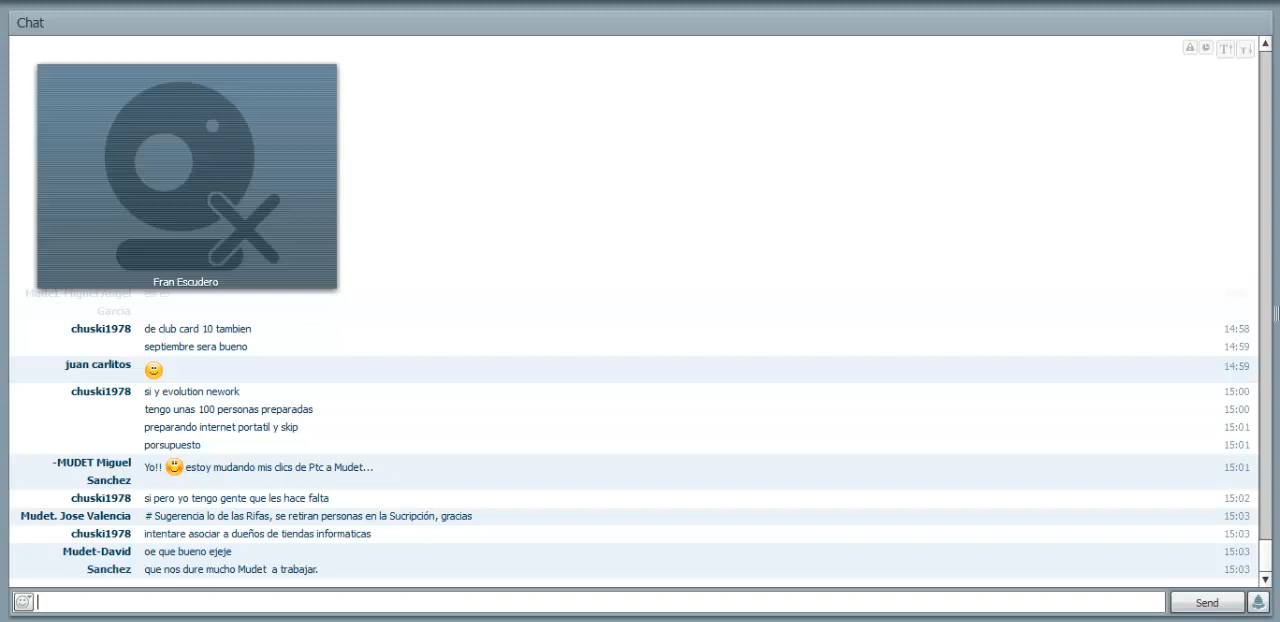 Chat
Fran Escudero
Mudet-MiguelAngel
Garcia
chuski1978 de club card 10 tambien 14:58
septiembre sera bueno 14:59
juan carlitos 14:59
chuski1978 si y evolution nework 15:00
tengo unas 100 personas preparadas 15:00
preparando internet portatil y skip 15:01
porsupuesto 15:01
-MUDET Miguel Sanchez Yo!! estoy mudando mis clics de Ptc a Mudet... 15:01
chuski1978 si pero yo tengo gente que les hace falta 15:02
Mudet. Jose Valencia # Sugerencia lo de las Rifas, se retiran personas en la Sucripción, gracias 15:03
chuski1978 intentare asociar a dueños de tiendas informaticas 15:03
Mudet-David oe que bueno ejeje 15:03
Sanchez que nos dure mucho Mudet a trabajar. 15:03
Send